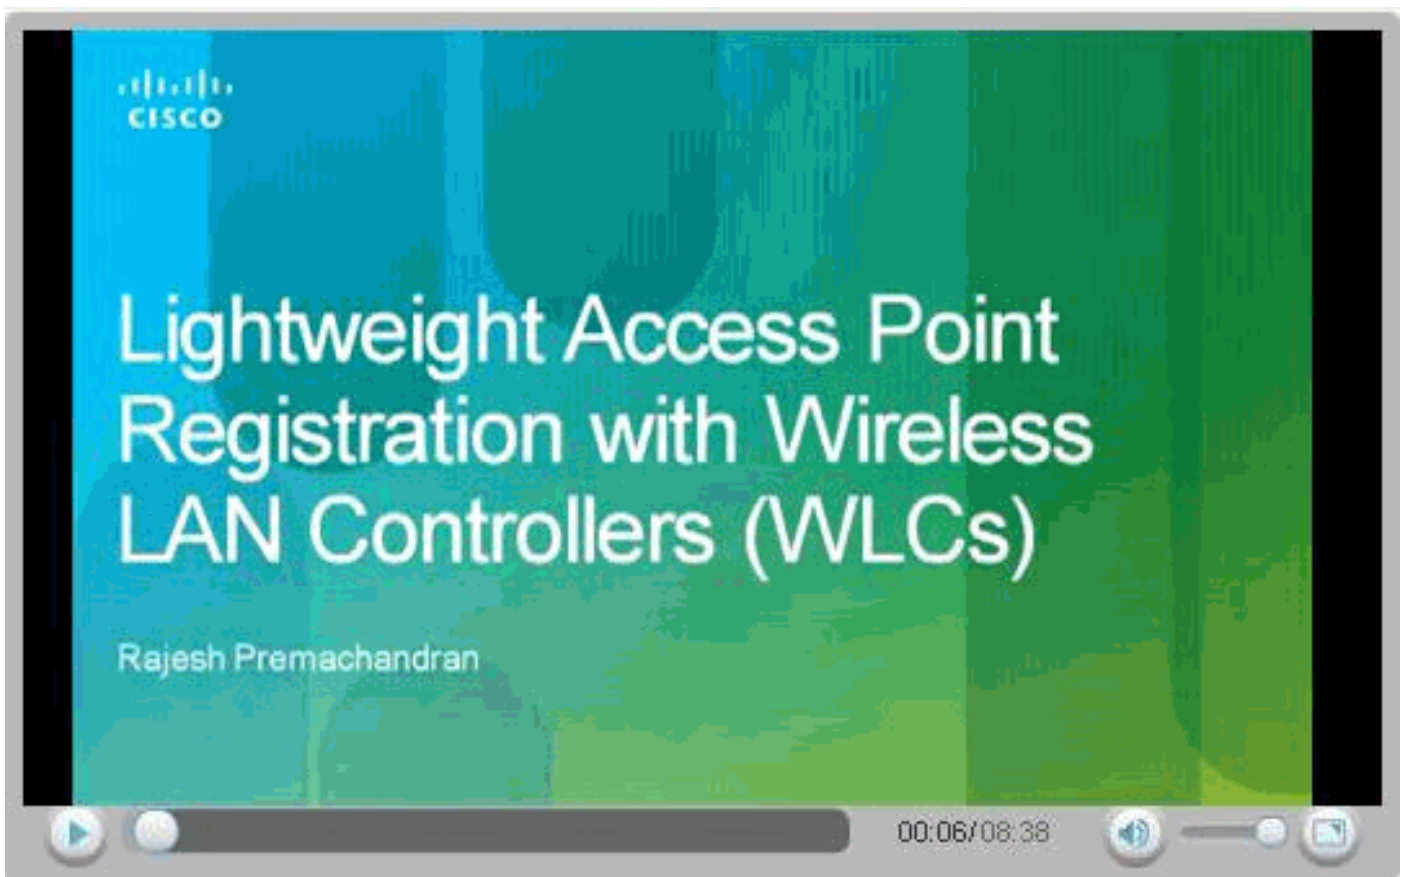 CISCO
Lightweight Access Point
Registration with Wireless
LAN Controllers (WLCs)
Rajesh Premachandran
00:06/08:38